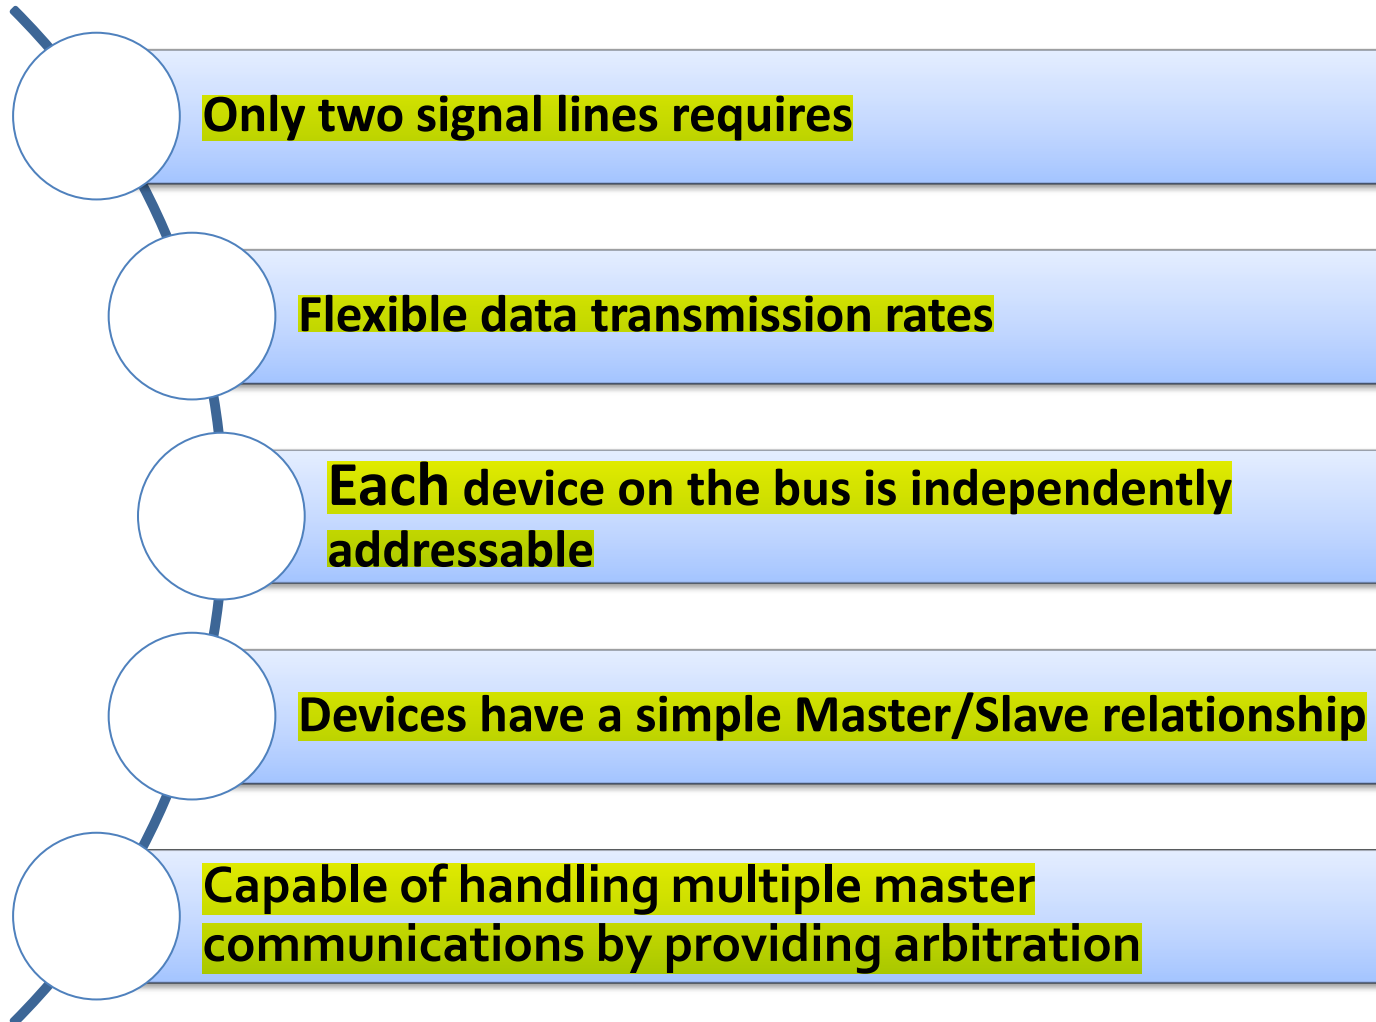 Only two signal lines requires
Flexible data transmission rates
Each device on the bus is independently
addressable
Devices have a simple Master/Slave relationship
Capable of handling multiple master
communications by providing arbitration